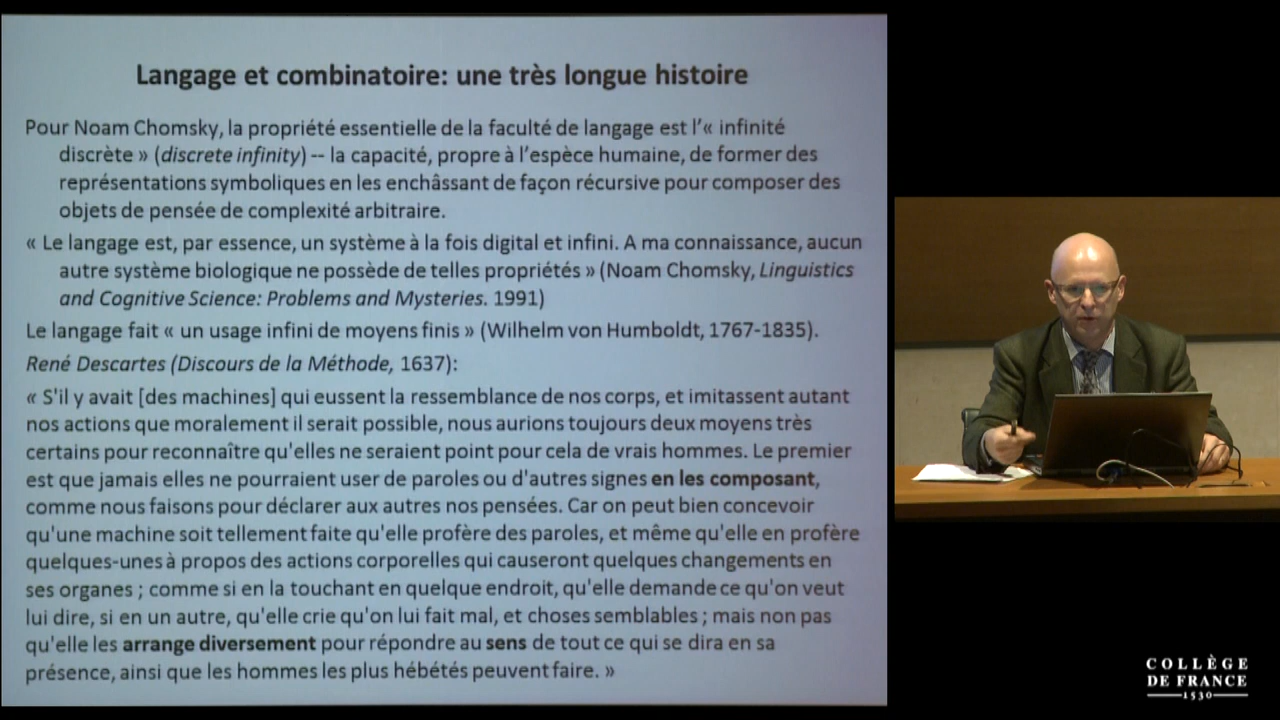 Langage et combinatoire: une très longue histoire
Pour Noam Chomsky, la propriété essentielle de la faculté de langage est l'« infinité
discrète » (discrete infinity) -- la capacité, propre à l'espèce humaine, de former des
représentations symboliques en les enchâssant de façon récursive pour composer des
objets de pensée de complexité arbitraire.
« Le langage est, par essence, un système à la fois digital et infini. A ma connaissance, aucun
autre système biologique ne possède de telles propriétés » (Noam Chomsky, Linguistics
and Cognitive Science: Problems and Mysteries. 1991)
Le langage fait « un usage infini de moyens finis » (Wilhelm von Humboldt, 1767-1835).
René Descartes (Discours de la Méthode, 1637):
« S'il y avait [des machines] qui eussent la ressemblance de nos corps, et imitassent autant
nos actions que moralement il serait possible, nous aurions toujours deux moyens très
certains pour reconnaître qu'elles ne seraient point pour cela de vrais hommes. Le premier
est que jamais elles ne pourraient user de paroles ou d'autres signes en les composant,
comme nous faisons pour déclarer aux autres nos pensées. Car on peut bien concevoir
qu'une machine soit tellement faite qu'elle profère des paroles, et même qu'elle en profère
quelques-unes à propos des actions corporelles qui causeront quelques changements en
ses organes ; comme si en la touchant en quelque endroit, qu'elle demande ce qu'on veut
lui dire, si en un autre, qu'elle crie qu'on lui fait mal, et choses semblables ; mais non pas
qu'elle les arrange diversement pour répondre au sens de tout ce qui se dira en sa
présence, ainsi que les hommes les plus hébétés peuvent faire. »
COLLÈGE
DE FRANCE
1530